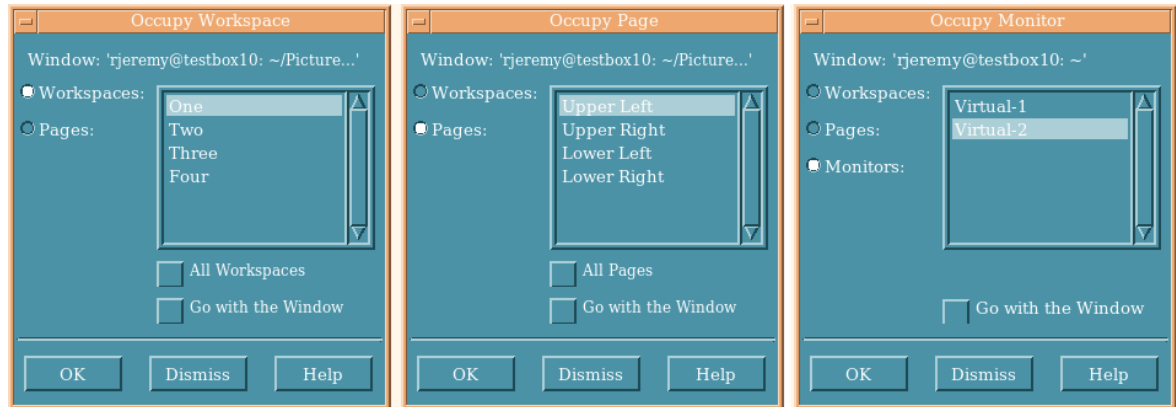 Occupy Workspace
Window: 'rjeremy@testbox10: ~/Picture...'
Workspaces:
Pages:
One
Two
Three
Four
All Workspaces
Go with the Window
OK
Dismiss
Help
Occupy Page
Window: 'rjeremy@testbox10: ~/Picture...'
Workspaces:
Pages:
Upper Left
Upper Right
Lower Left
Lower Right
All Pages
Go with the Window
OK
Dismiss
Help
Occupy Monitor
Window: 'rjeremy@testbox10: ~'
Workspaces:
Pages:
Monitors:
Virtual-1
Virtual-2
Go with the Window
OK
Dismiss
Help